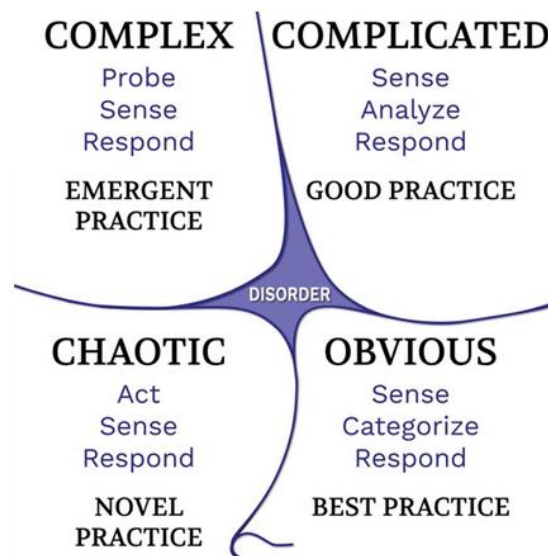 COMPLEX
Probe
Sense
Respond
EMERGENT
PRACTICE
COMPLICATED
Sense
Analyze
Respond
GOOD PRACTICE
DISORDER
CHAOTIC
Act
Sense
Respond
NOVEL
PRACTICE
OBVIOUS
Sense
Categorize
Respond
BEST PRACTICE